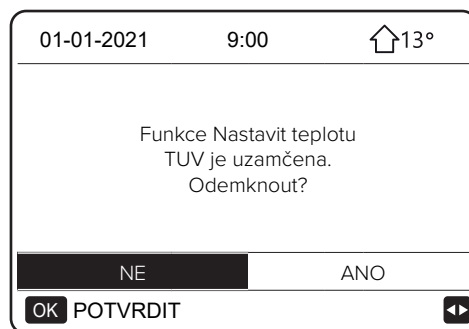 01-01-2021 9:00 13°
Funkce Nastavit teplotu
TUV je uzamčena.
Odemknout?
NE ANO
OK POTVRDIT